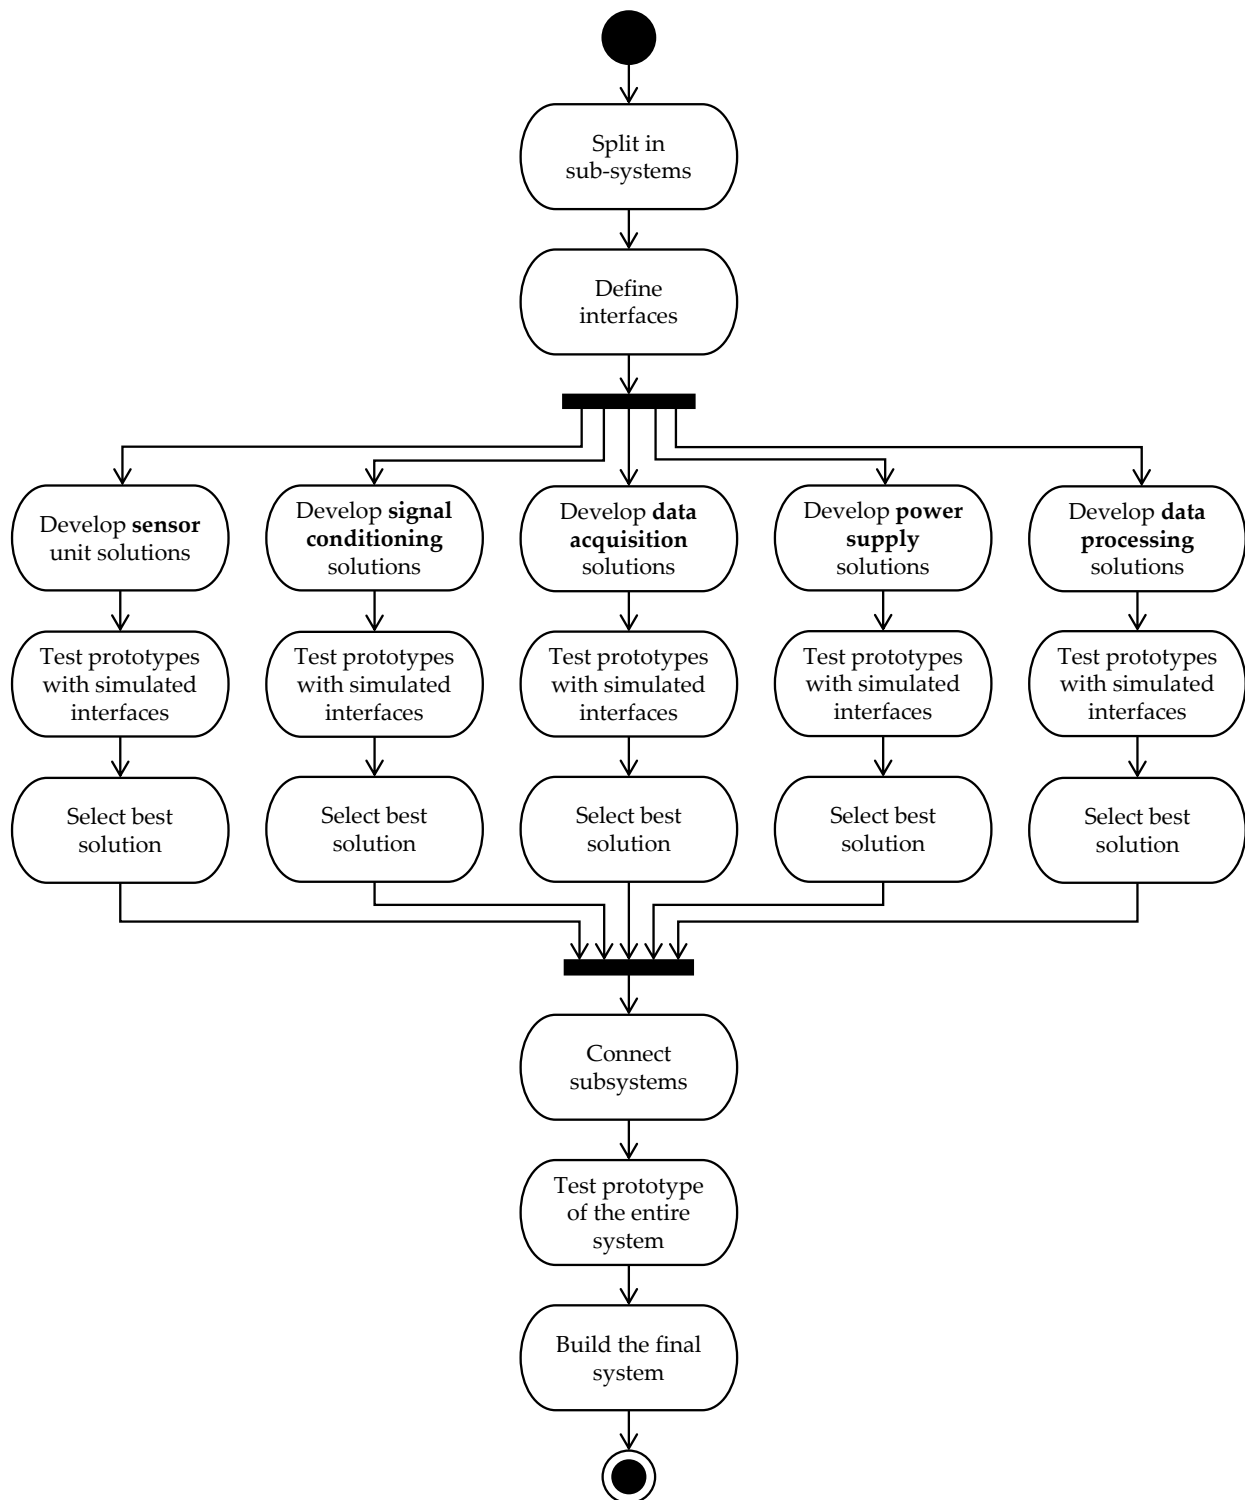 Split in
sub-systems
Define
interfaces
Develop sensor
unit solutions
Develop signal
conditioning
solutions
Develop data
acquisition
solutions
Develop power
supply
solutions
Develop data
processing
solutions
Test prototypes
with simulated
interfaces
Test prototypes
with simulated
interfaces
Test prototypes
with simulated
interfaces
Test prototypes
with simulated
interfaces
Test prototypes
with simulated
interfaces
Select best
solution
Select best
solution
Select best
solution
Select best
solution
Select best
solution
Connect
subsystems
Test prototype
of the entire
system
Build the final
system